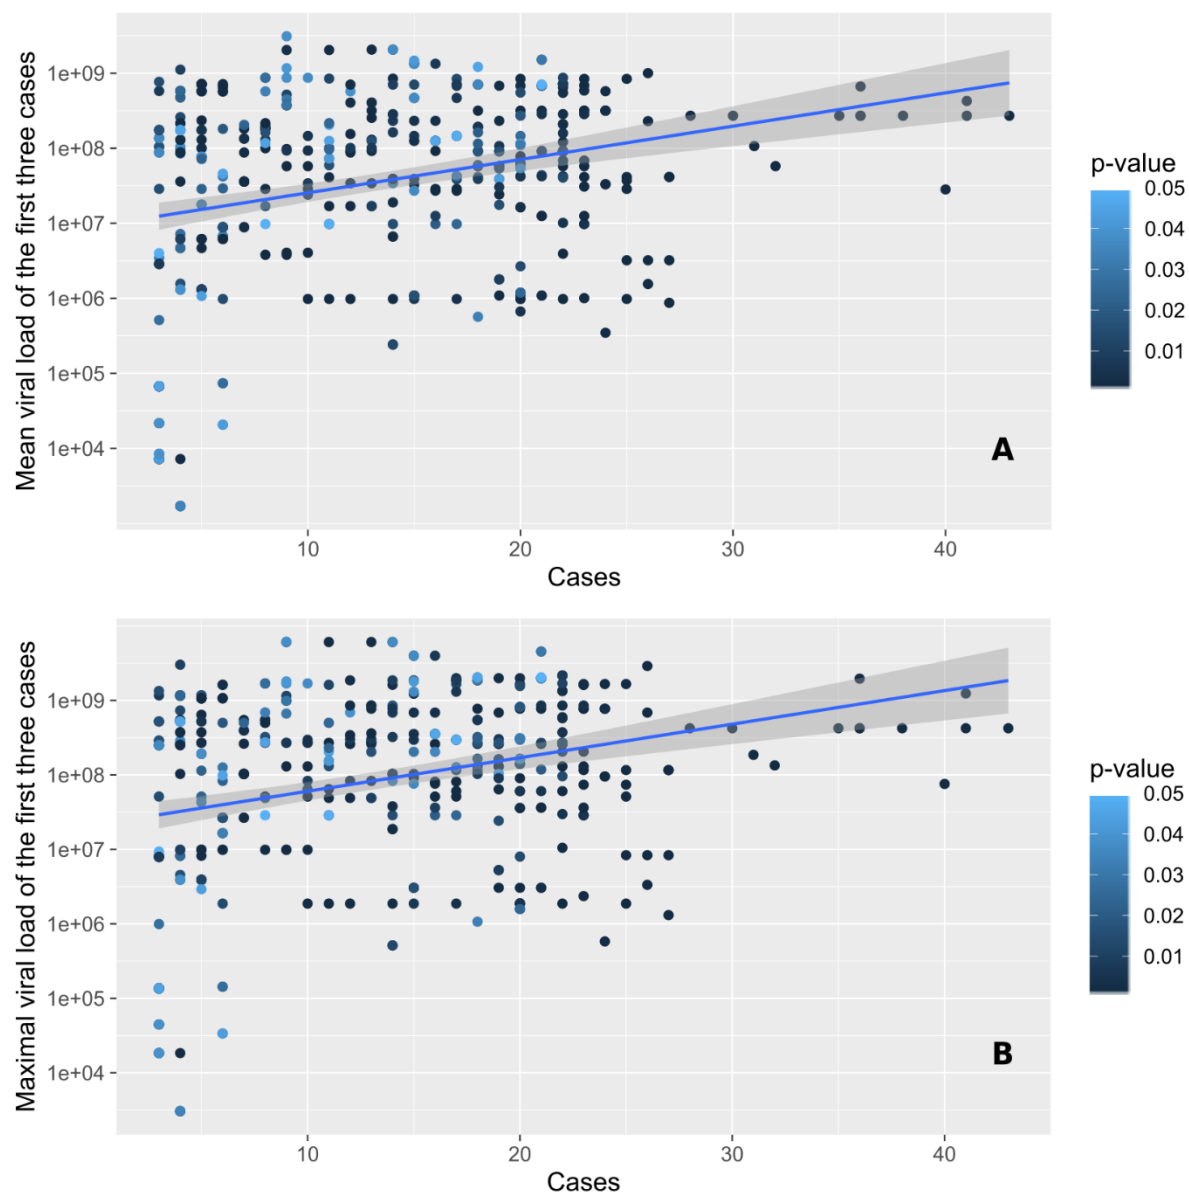 Mean viral load of the first three cases
1e+09
1e+08
1e+07
1e+06
1e+05
1e+04
10
20
30
40
Cases
A
p-value
0.05
0.04
0.03
0.02
0.01
Maximal viral load of the first three cases
1e+09
1e+08
1e+07
1e+06
1e+05
1e+04
10
20
30
40
Cases
B
p-value
0.05
0.04
0.03
0.02
0.01